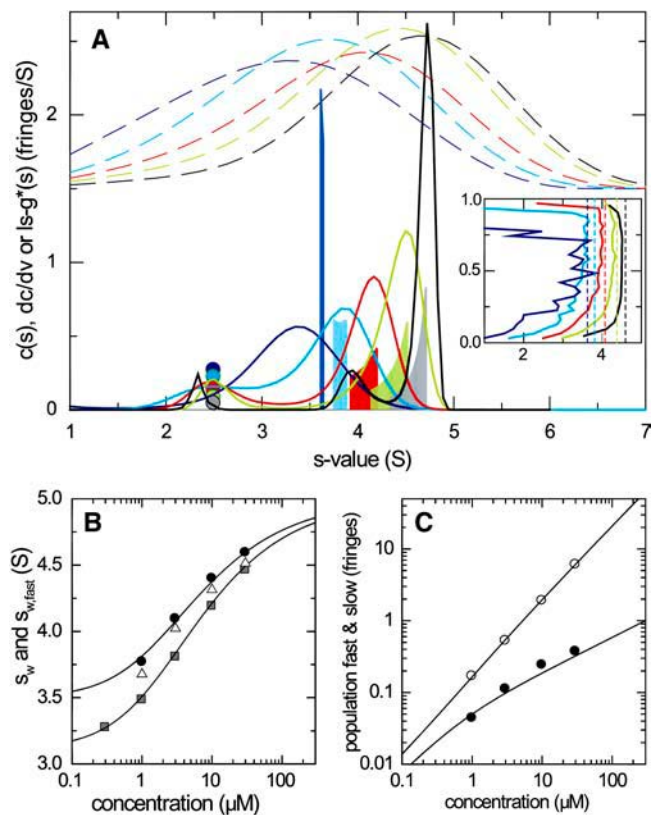 A
c(s), dc/dv or ls-g*(s) (fringes/S)
2
1
0
1.0
0.5
0.0
2 4
1 2 3 4 5 6 7
s-value (S)
B
s_w and s_w,fast (S)
5.0
4.5
4.0
3.5
3.0
0.1 1 10 100
concentration (µM)
C
population fast & slow (fringes)
10
1
0.1
0.01
0.1 1 10 100
concentration (µM)